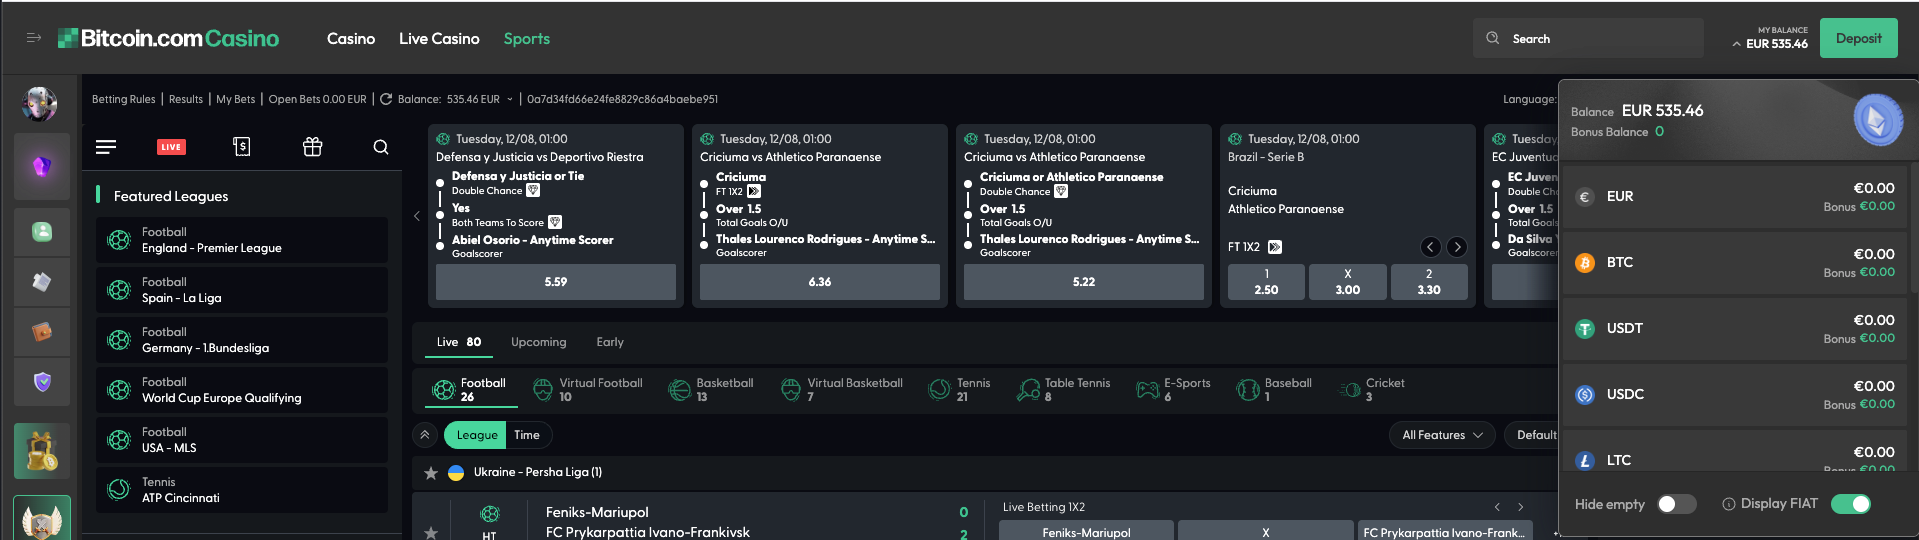 Bitcoin.com Casino
Casino Live Casino Sports
Search
MY BALANCE
EUR 535.46
Deposit
Betting Rules | Results | My Bets | Open Bets 0.00 EUR | Balance: 535.46 EUR | 0a7d34fd66e24fe8829c86a4baebe951
Language:
LIVE
Featured Leagues
Football
England - Premier League
Football
Spain - La Liga
Football
Germany - 1.Bundesliga
Football
World Cup Europe Qualifying
Football
USA - MLS
Tennis
ATP Cincinnati
Tuesday, 12/08, 01:00
Defensa y Justicia vs Deportivo Riestra
Defensa y Justicia or Tie
Double Chance
Yes
Both Teams To Score
Abiel Osorio - Anytime Scorer
Goalscorer
5.59
Tuesday, 12/08, 01:00
Criciuma vs Athletico Paranaense
Criciuma
FT 1X2
Over 1.5
Total Goals O/U
Thales Lourenco Rodrigues - Anytime S...
Goalscorer
6.36
Tuesday, 12/08, 01:00
Criciuma vs Athletico Paranaense
Criciuma or Athletico Paranaense
Double Chance
Over 1.5
Total Goals O/U
Thales Lourenco Rodrigues - Anytime S...
Goalscorer
5.22
Tuesday, 12/08, 01:00
Brazil - Serie B
Criciuma
Athletico Paranaense
FT 1X2
1 X 2
2.50 3.00 3.30
Tuesday
EC Juventud
EC Juven
Double Ch
Over 1.5
Total Goals O/U
Da Silva
Goalscorer
Live 80 Upcoming Early
Football
26
Virtual Football
10
Basketball
13
Virtual Basketball
7
Tennis
21
Table Tennis
8
E-Sports
6
Baseball
1
Cricket
3
League Time
All Features
Default
Ukraine - Persha Liga (1)
Feniks-Mariupol 0
FC Prykarpattia Ivano-Frankivsk 2
HT
Live Betting 1X2
Feniks-Mariupol X FC Prykarpattia Ivano-Frank...
Balance EUR 535.46
Bonus Balance 0
EUR €0.00
Bonus €0.00
BTC €0.00
Bonus €0.00
USDT €0.00
Bonus €0.00
USDC €0.00
Bonus €0.00
LTC €0.00
Bonus €0.00
Hide empty Display FIAT